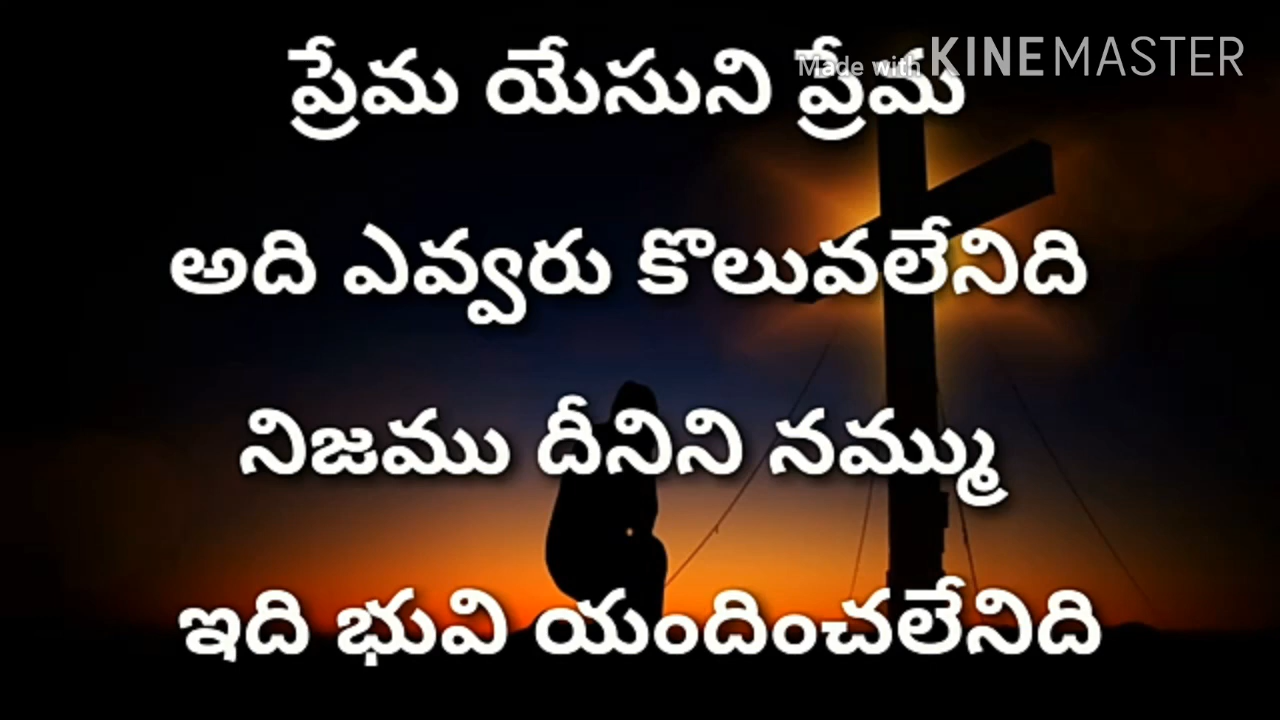 Made with KINEMASTER
ప్రేమ యేసుని ప్రేమ
అది ఎవ్వరు కొలువలేనిది
నిజము దీనిని నమ్ము
ఇది భువి యందించలేనిది